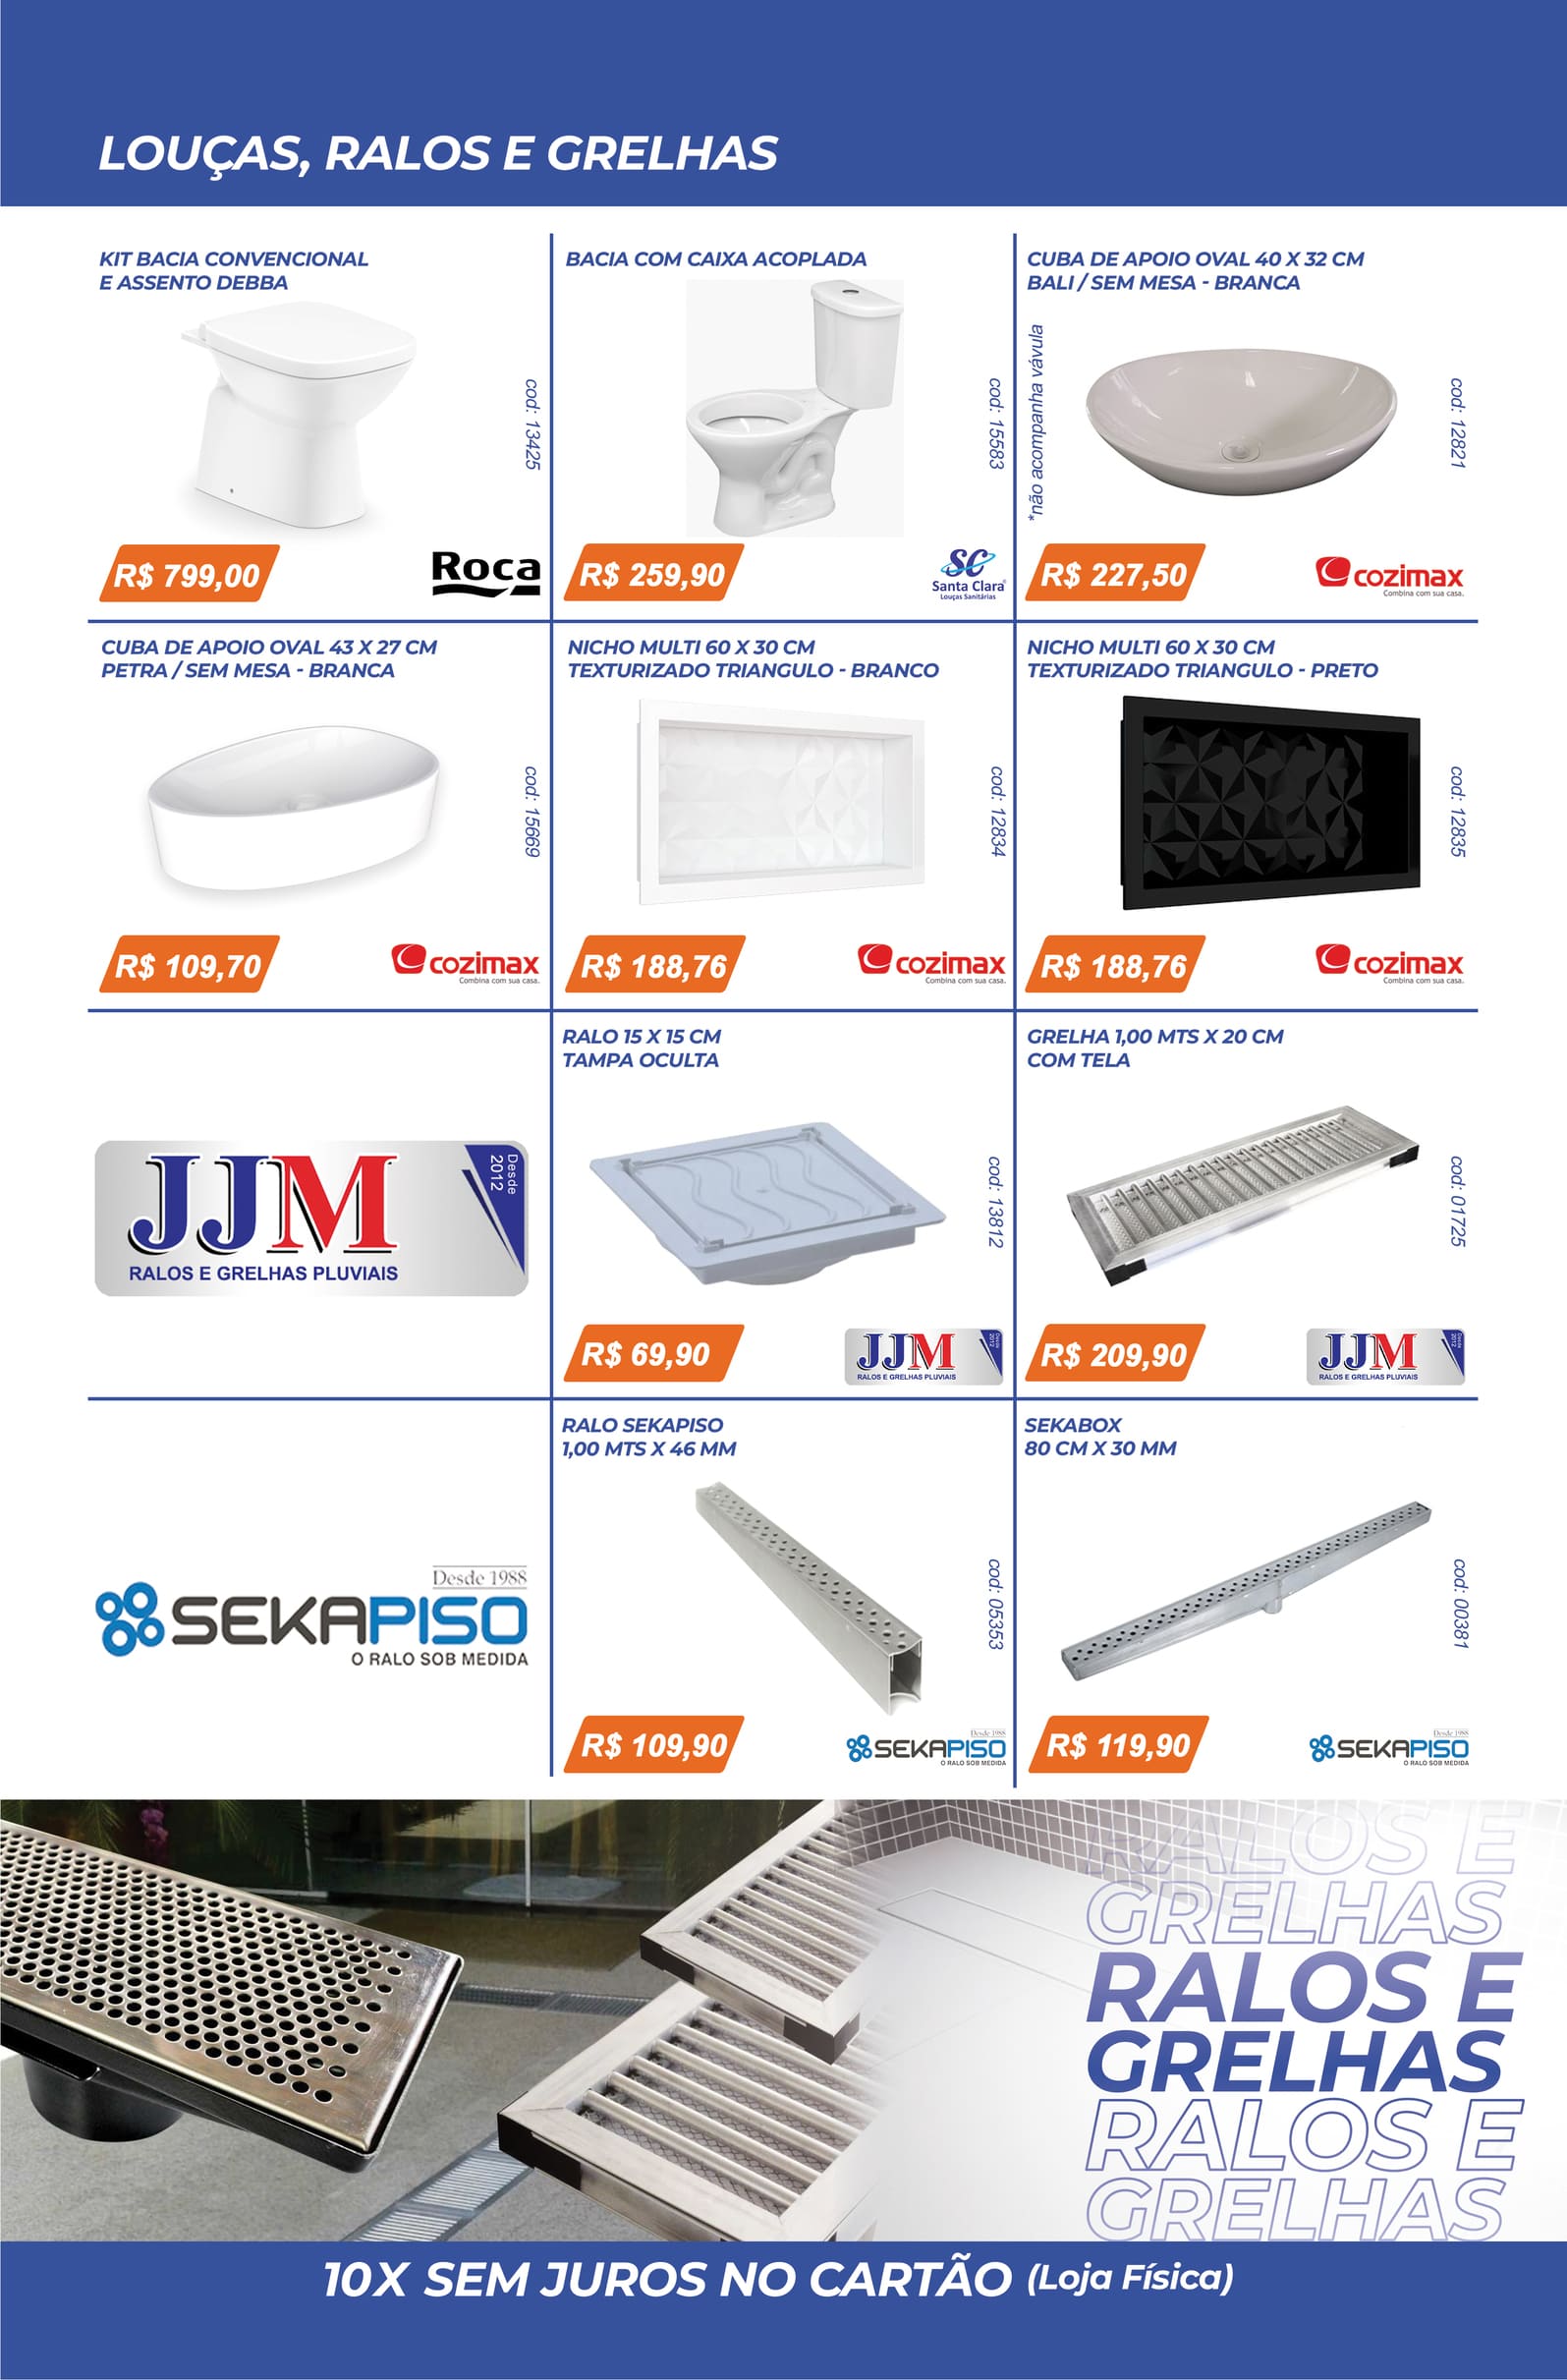 LOUÇAS, RALOS E GRELHAS
KIT BACIA CONVENCIONAL
E ASSENTO DEBBA
cod: 13425
R$ 799,00
Roca
BACIA COM CAIXA ACOPLADA
cod: 15583
R$ 259,90
SC
Santa Clara
Louças Sanitárias
CUBA DE APOIO OVAL 40 X 32 CM
BALI / SEM MESA - BRANCA
*não acompanha vávula
cod: 12821
R$ 227,50
cozimax
Combina com sua casa.
CUBA DE APOIO OVAL 43 X 27 CM
PETRA / SEM MESA - BRANCA
cod: 15669
R$ 109,70
cozimax
Combina com sua casa.
NICHO MULTI 60 X 30 CM
TEXTURIZADO TRIANGULO - BRANCO
cod: 12834
R$ 188,76
cozimax
Combina com sua casa.
NICHO MULTI 60 X 30 CM
TEXTURIZADO TRIANGULO - PRETO
cod: 12835
R$ 188,76
cozimax
Combina com sua casa.
JJM
Desde
2012
RALOS E GRELHAS PLUVIAIS
RALO 15 X 15 CM
TAMPA OCULTA
cod: 13812
R$ 69,90
JJM
Desde
2012
RALOS E GRELHAS PLUVIAIS
GRELHA 1,00 MTS X 20 CM
COM TELA
cod: 01725
R$ 209,90
JJM
Desde
2012
RALOS E GRELHAS PLUVIAIS
Desde 1988
SEKAPISO
O RALO SOB MEDIDA
RALO SEKAPISO
1,00 MTS X 46 MM
cod: 05353
R$ 109,90
Desde 1988
SEKAPISO
O RALO SOB MEDIDA
SEKABOX
80 CM X 30 MM
cod: 00381
R$ 119,90
Desde 1988
SEKAPISO
O RALO SOB MEDIDA
RALOS E
GRELHAS
RALOS E
GRELHAS
RALOS E
GRELHAS
10X SEM JUROS NO CARTÃO (Loja Física)